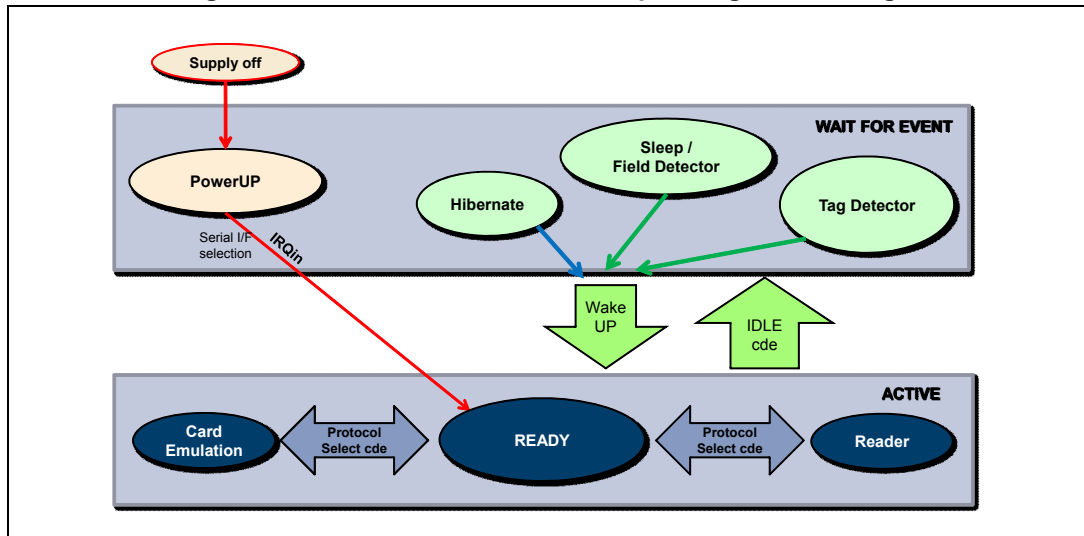 Supply off
WAIT FOR EVENT
Sleep /
Field Detector
PowerUP
Hibernate
Tag Detector
Serial I/F
selection
IRQin
Wake
UP
IDLE
cde
ACTIVE
Card
Emulation
Protocol
Select cde
READY
Protocol
Select cde
Reader